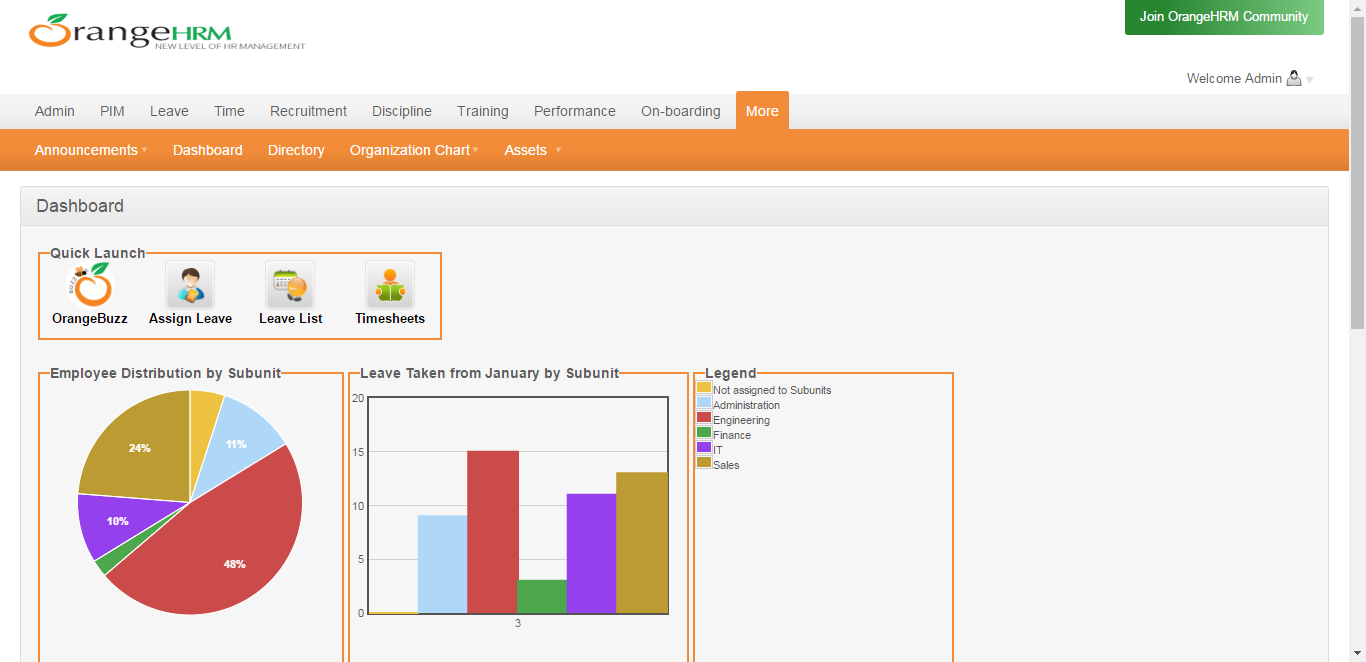 OrangeHRM
NEW LEVEL OF HR MANAGEMENT
Join OrangeHRM Community
Welcome Admin
Admin PIM Leave Time Recruitment Discipline Training Performance On-boarding More
Announcements Dashboard Directory Organization Chart Assets
Dashboard
Quick Launch
BUZZ
OrangeBuzz Assign Leave Leave List Timesheets
Employee Distribution by Subunit
24%
11%
10%
48%
Leave Taken from January by Subunit
20
15
10
5
0
3
Legend
Not assigned to Subunits
Administration
Engineering
Finance
IT
Sales